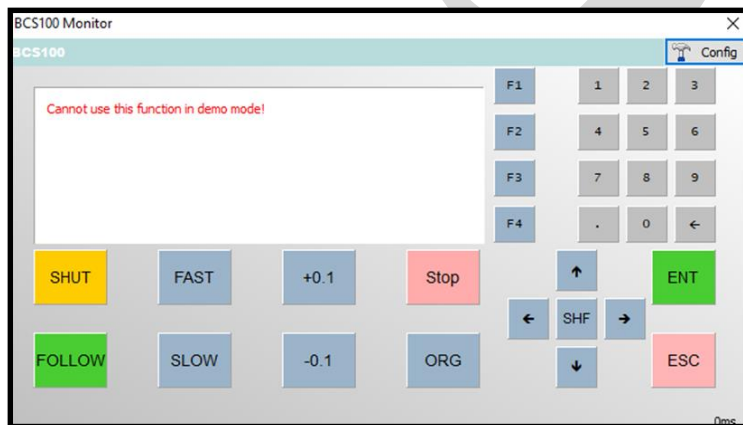 BCS100 Monitor
BCS100
Config
Cannot use this function in demo mode!
F1 1 2 3
F2 4 5 6
F3 7 8 9
F4 . 0 ←
SHUT FAST +0.1 Stop ↑ ENT
← SHF →
FOLLOW SLOW -0.1 ORG ↓ ESC
0ms